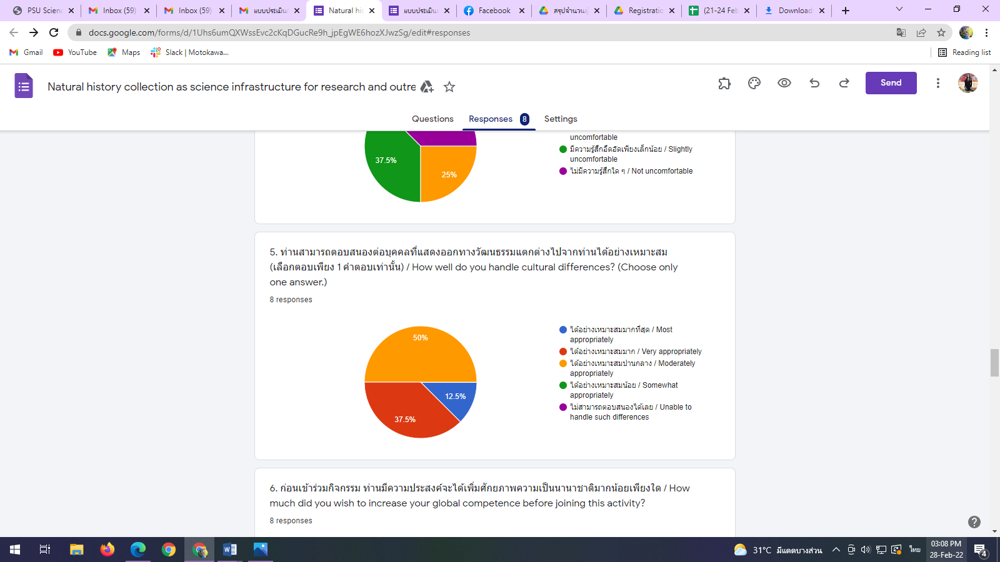 PSU Scienc
Inbox (59)
Inbox (59)
แบบประเมิน
Natural his
แบบประเมิน
Facebook
สรุปจำนวนผู้
Registratio
(21-24 Feb
Download
docs.google.com/forms/d/1Uhs6umQXWssEvc2cKqDGucRe9h_jpEgWE6hozXJwzSg/edit#responses
Gmail
YouTube
Maps
Slack | Motokawa...
Reading list
Natural history collection as science infrastructure for research and outre
Send
Questions
Responses 8
Settings
uncomfortable
มีความรู้สึกอึดอัดเพียงเล็กน้อย / Slightly
uncomfortable
ไม่มีความรู้สึกใด ๆ / Not uncomfortable
37.5%
25%
5. ท่านสามารถตอบสนองต่อบุคคลที่แสดงออกทางวัฒนธรรมแตกต่างไปจากท่านได้อย่างเหมาะสม
(เลือกตอบเพียง 1 คำตอบเท่านั้น) / How well do you handle cultural differences? (Choose only
one answer.)
8 responses
50%
12.5%
37.5%
ได้อย่างเหมาะสมมากที่สุด / Most
appropriately
ได้อย่างเหมาะสมมาก / Very appropriately
ได้อย่างเหมาะสมปานกลาง / Moderately
appropriately
ได้อย่างเหมาะสมน้อย / Somewhat
appropriately
ไม่สามารถตอบสนองได้เลย / Unable to
handle such differences
6. ก่อนเข้าร่วมกิจกรรม ท่านมีความประสงค์จะได้เพิ่มศักยภาพความเป็นนานาชาติมากน้อยเพียงใด / How
much did you wish to increase your global competence before joining this activity?
8 responses
31°C มีแดดบางส่วน
ไทย
03:08 PM
28-Feb-22
4